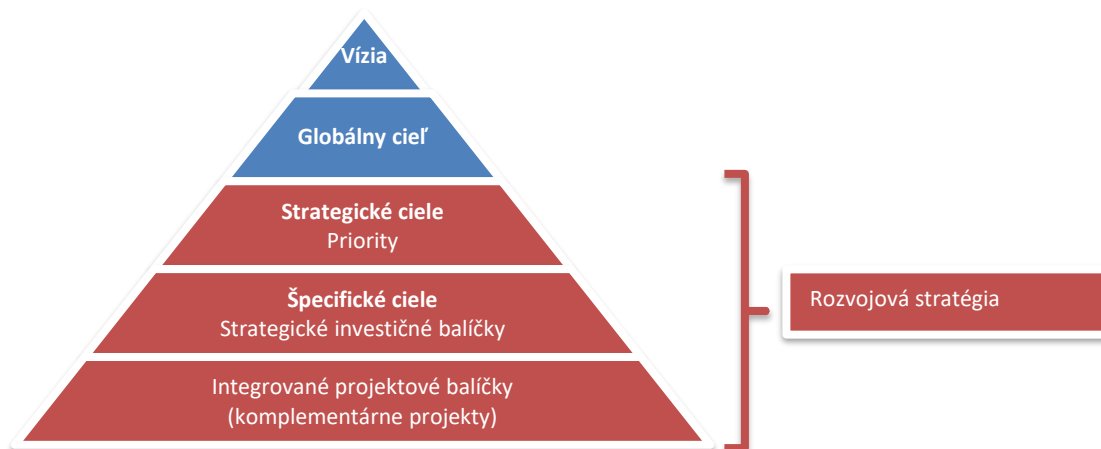 Vízia
Globálny cieľ
Strategické ciele
Priority
Špecifické ciele
Strategické investičné balíčky
Integrované projektové balíčky
(komplementárne projekty)
Rozvojová stratégia